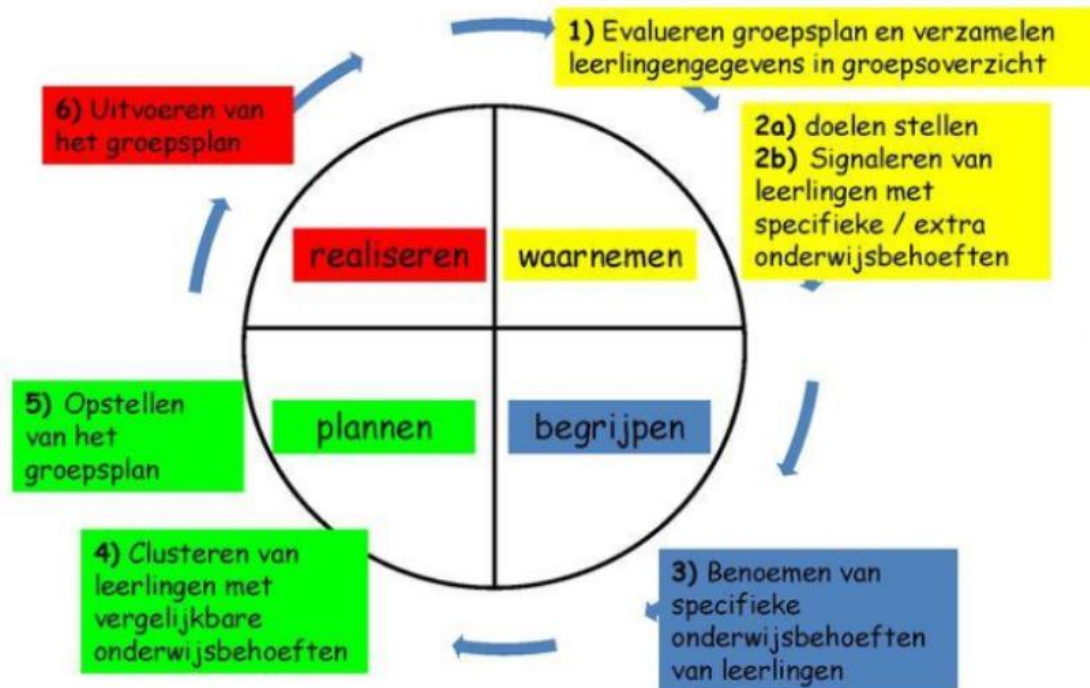 1) Evalueren groepsplan en verzamelen
leerlingengegevens in groepsoverzicht
2a) doelen stellen
2b) Signaleren van
leerlingen met
specifieke / extra
onderwijsbehoeften
3) Benoemen van
specifieke
onderwijsbehoeften
van leerlingen
4) Clusteren van
leerlingen met
vergelijkbare
onderwijsbehoeften
5) Opstellen
van het
groepsplan
6) Uitvoeren van
het groepsplan
realiseren
waarnemen
plannen
begrijpen